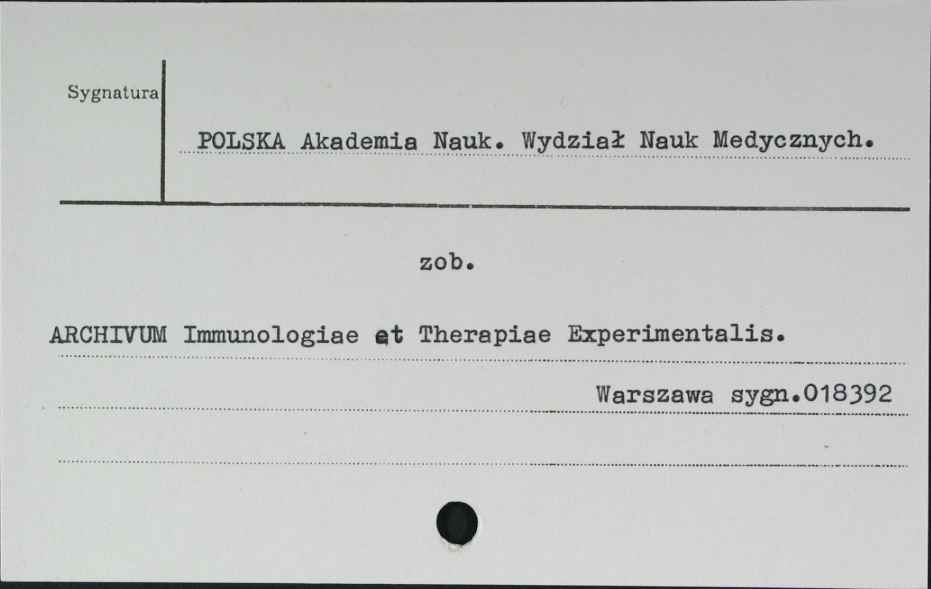 Sygnatura
POLSKA Akademia Nauk. Wydział Nauk Medycznych.
zob.
ARCHIVUM Immunologiae et Therapiae Experimentalis.
Warszawa sygn.018392